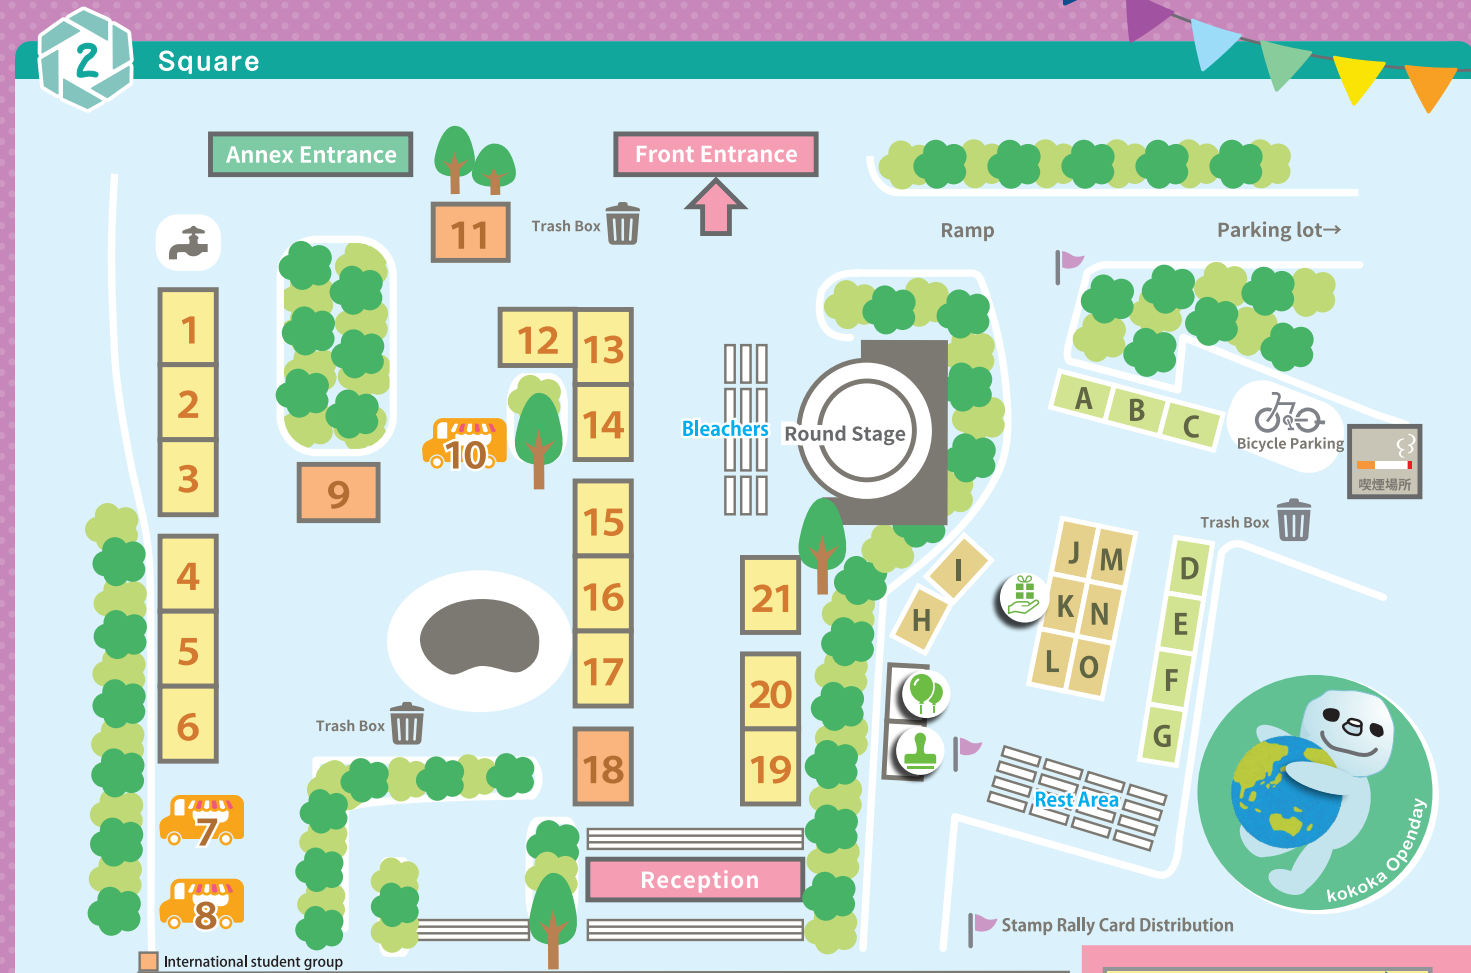 2 Square
Annex Entrance
Front Entrance
11
Trash Box
Ramp
Parking lot→
1
2
3
4
5
6
7
8
9
10
12
13
14
15
16
17
18
Bleachers
Round Stage
21
20
19
A
B
C
Bicycle Parking
喫煙場所
Trash Box
I
H
J
M
K
N
L
O
D
E
F
G
Trash Box
Rest Area
Reception
kokoka Openday
Stamp Rally Card Distribution
International student group